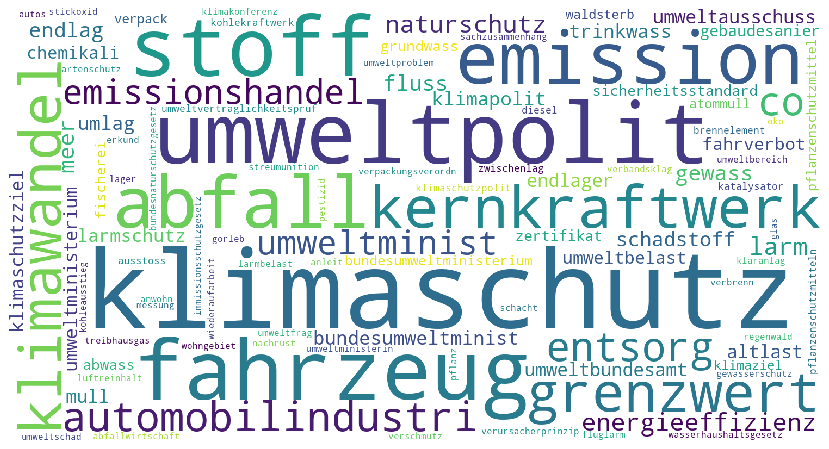 autos stickoxid verpack klimakonferenz
kohlekraftwerk
waldsterb umweltausschuss
endlag stoff naturschutz
sachzusammenhang
emission trinkwass gebaudesanier
chemikali
grundwass
umweltproblem
artenschutz
fluss
sicherheitsstandard
emissionshandel
klimapolit
atommull
co
pflanzenschutzmittel
umweltvertraglichkeitspruf
diesel
oko
umlag
fahrverbot
brennelement
erkund
umweltpolit
klimawandel
meer
bundesnaturschutzgesetz
streumunition
verpackungsverordn
zwischenlag
verbandsklag
umweltbereich
gewass
lager
fischerei
abfall
pestizid
klimaschutzpolit
endlager
katalysator
kernkraftwerk
klimaschutzziel
umweltministerium
larmschutz
immissionsschutzgesetz
gorleb
umweltminist
zertifikat
schadstoff
glas
larm
ausstoss
wiederaufarbeit
larmbelast
anleit
bundesumweltministerium
umweltbelast
klaranlag
kohleausstieg
anwohn
messung
klimaschutz
verbrenn
schacht
pflanzenschutzmitteln
treibhausgas
umweltfrag
nachrust
bundesumweltminist
regenwald
wohngebiet
umweltministerin
entsorg
altlast
abwass
fahrzeug
pflanz
umweltbundesamt
klimaziel
gewasserschutz
luftreinhalt
mull
grenzwert
automobilindustri
energieeffizienz
umweltschad
abfallwirtschaft
verschmutz
verursacherprinzip
fluglarm
wasserhaushaltsgesetz